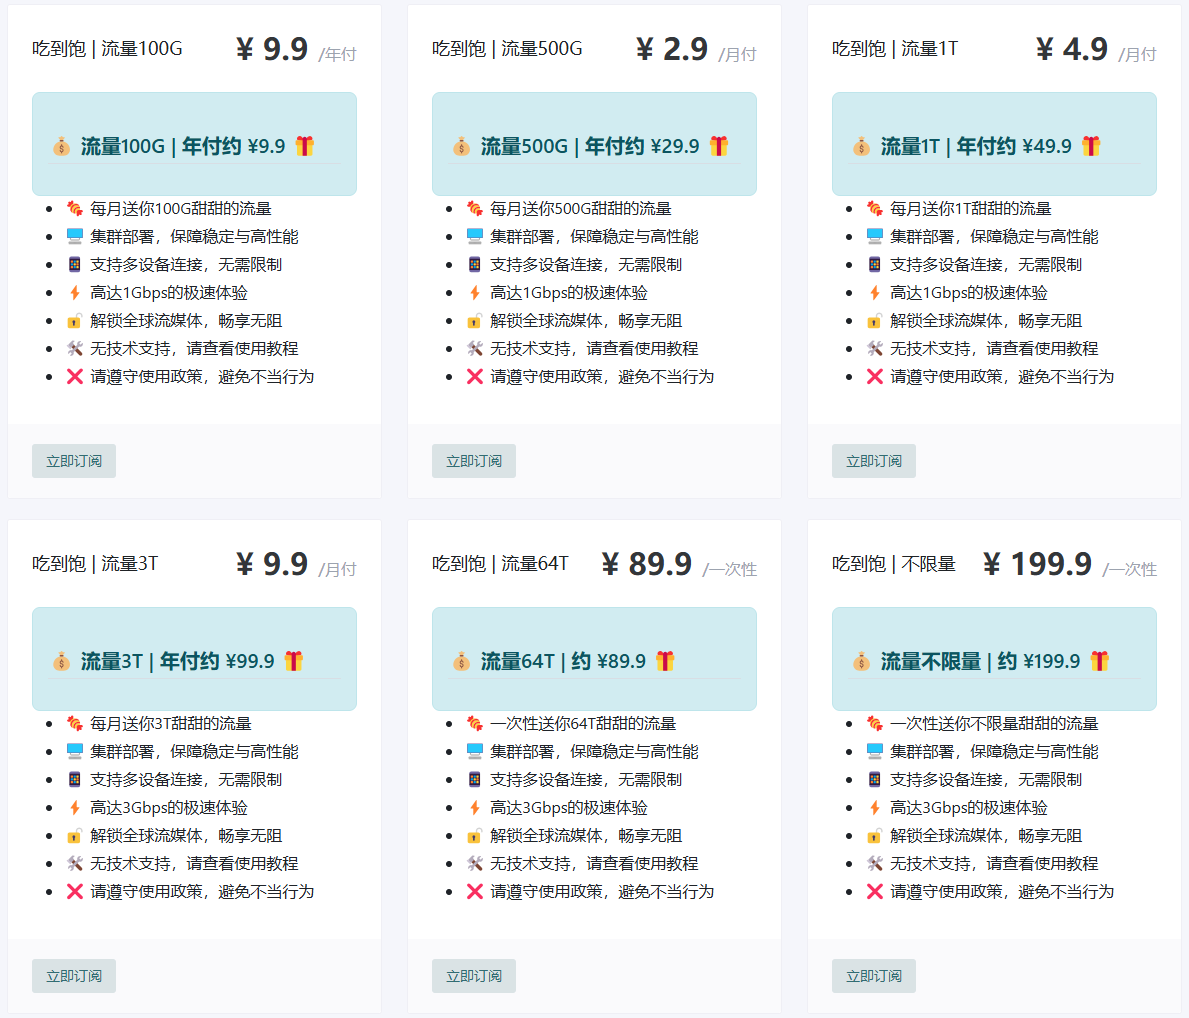 吃到饱 | 流量100G ¥ 9.9 /年付
流量100G | 年付约 ¥9.9
每月送你100G甜甜的流量
集群部署，保障稳定与高性能
支持多设备连接，无需限制
高达1Gbps的极速体验
解锁全球流媒体，畅享无阻
无技术支持，请查看使用教程
请遵守使用政策，避免不当行为
立即订阅
吃到饱 | 流量500G ¥ 2.9 /月付
流量500G | 年付约 ¥29.9
每月送你500G甜甜的流量
集群部署，保障稳定与高性能
支持多设备连接，无需限制
高达1Gbps的极速体验
解锁全球流媒体，畅享无阻
无技术支持，请查看使用教程
请遵守使用政策，避免不当行为
立即订阅
吃到饱 | 流量1T ¥ 4.9 /月付
流量1T | 年付约 ¥49.9
每月送你1T甜甜的流量
集群部署，保障稳定与高性能
支持多设备连接，无需限制
高达1Gbps的极速体验
解锁全球流媒体，畅享无阻
无技术支持，请查看使用教程
请遵守使用政策，避免不当行为
立即订阅
吃到饱 | 流量3T ¥ 9.9 /月付
流量3T | 年付约 ¥99.9
每月送你3T甜甜的流量
集群部署，保障稳定与高性能
支持多设备连接，无需限制
高达3Gbps的极速体验
解锁全球流媒体，畅享无阻
无技术支持，请查看使用教程
请遵守使用政策，避免不当行为
立即订阅
吃到饱 | 流量64T ¥ 89.9 /一次性
流量64T | 约 ¥89.9
一次性送你64T甜甜的流量
集群部署，保障稳定与高性能
支持多设备连接，无需限制
高达3Gbps的极速体验
解锁全球流媒体，畅享无阻
无技术支持，请查看使用教程
请遵守使用政策，避免不当行为
立即订阅
吃到饱 | 不限量 ¥ 199.9 /一次性
流量不限量 | 约 ¥199.9
一次性送你不限量甜甜的流量
集群部署，保障稳定与高性能
支持多设备连接，无需限制
高达3Gbps的极速体验
解锁全球流媒体，畅享无阻
无技术支持，请查看使用教程
请遵守使用政策，避免不当行为
立即订阅